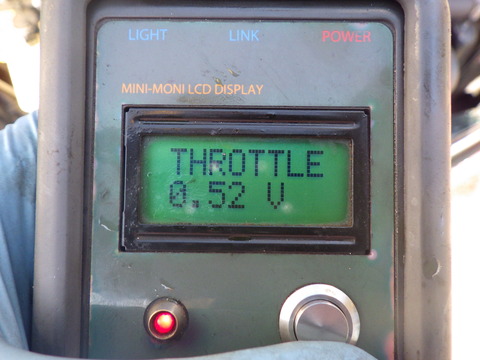 LIGHT LINK POWER
MINI-MONI LCD DISPLAY
THROTTLE
0.52 V